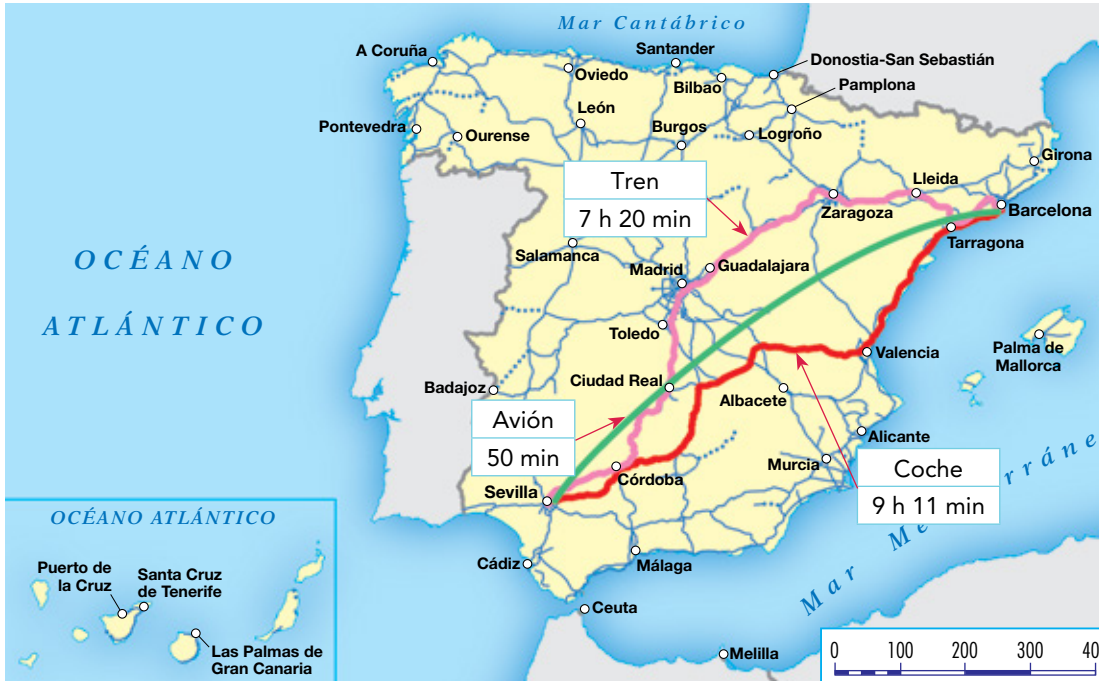 Mar Cantábrico
A Coruña
Oviedo
Santander
Bilbao
Donostia-San Sebastián
Pamplona
León
Burgos
Logroño
Pontevedra
Ourense
Girona
Tren
7 h 20 min
Zaragoza
Lleida
Barcelona
Tarragona
OCÉANO
ATLÁNTICO
Salamanca
Madrid
Guadalajara
Toledo
Valencia
Palma de
Mallorca
Ciudad Real
Badajoz
Albacete
Avión
50 min
Alicante
Murcia
Córdoba
Coche
9 h 11 min
Sevilla
Mar Me rráne
OCÉANO ATLÁNTICO
Puerto de
la Cruz
Santa Cruz
de Tenerife
Las Palmas de
Gran Canaria
Cádiz
Málaga
Ceuta
Melilla
0 100 200 300 40